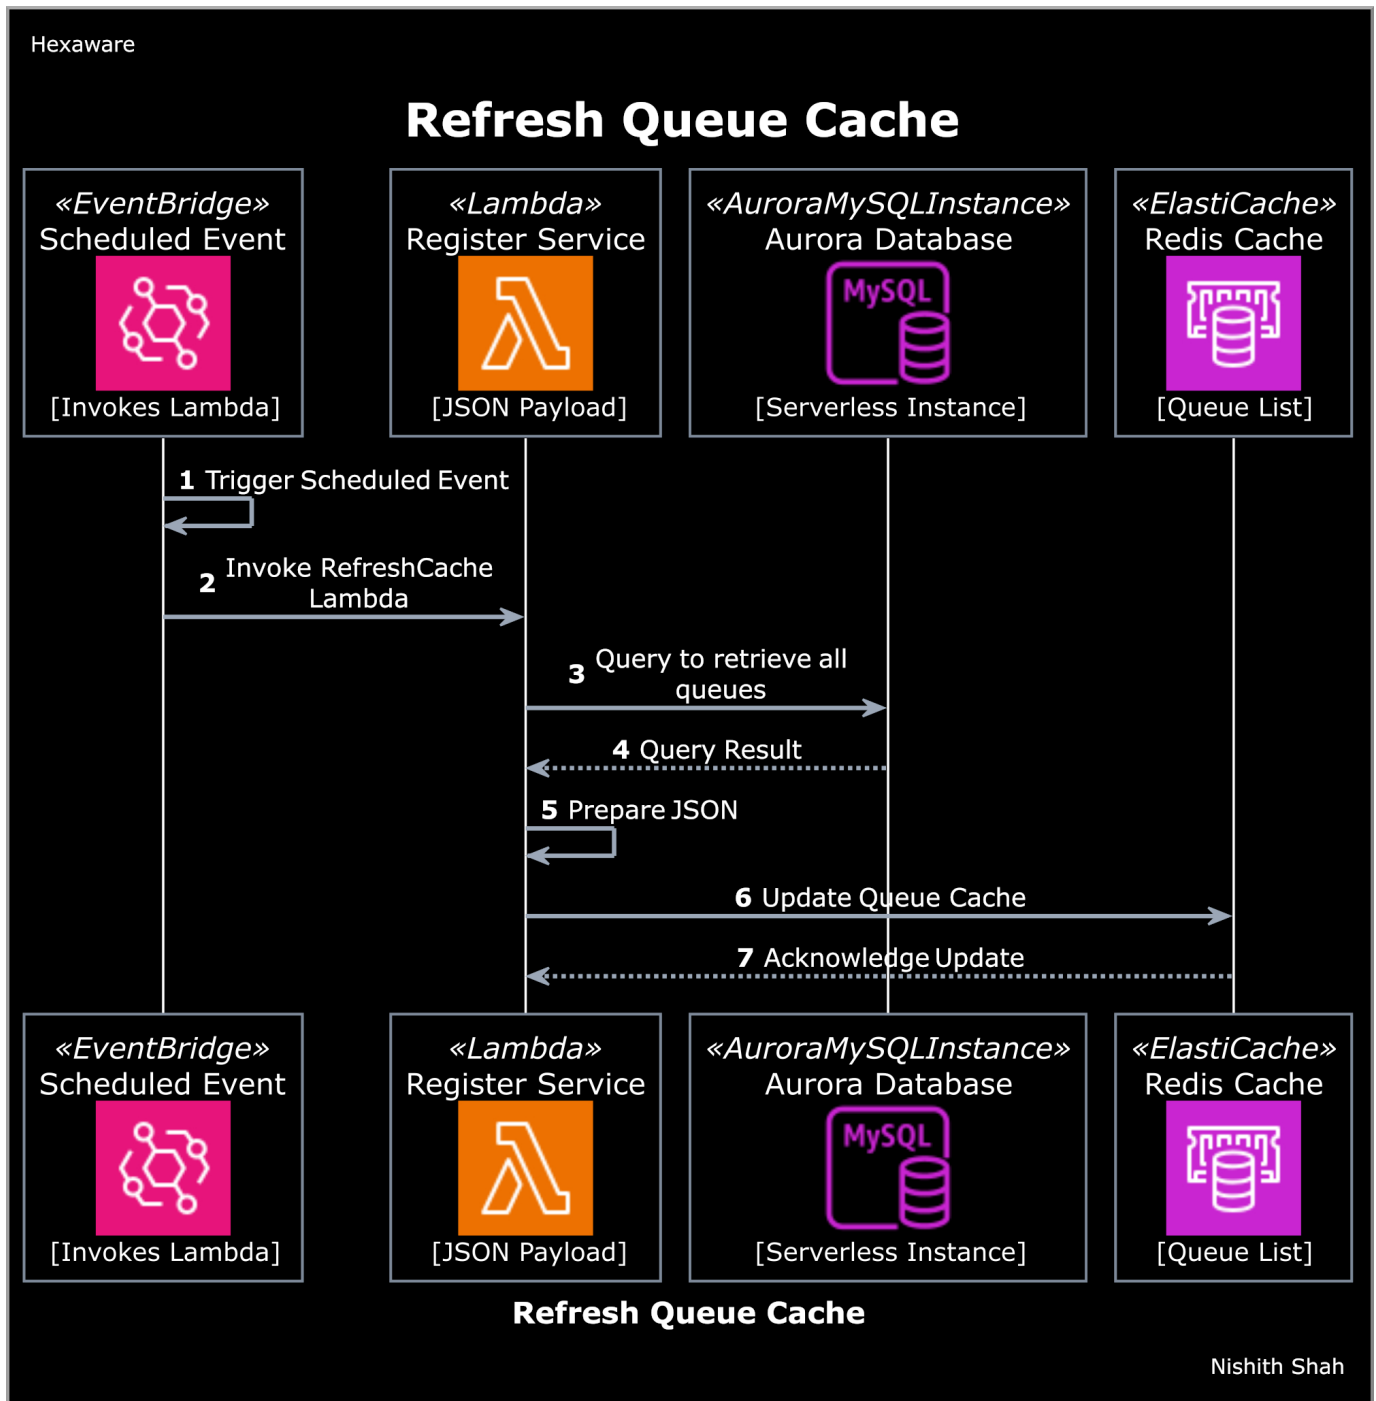 Hexaware
Refresh Queue Cache
«EventBridge»
Scheduled Event
[Invokes Lambda]
«Lambda»
Register Service
[JSON Payload]
«AuroraMySQLInstance»
Aurora Database
MySQL
[Serverless Instance]
«ElastiCache»
Redis Cache
[Queue List]
1 Trigger Scheduled Event
2 Invoke RefreshCache
Lambda
3 Query to retrieve all
queues
4 Query Result
5 Prepare JSON
6 Update Queue Cache
7 Acknowledge Update
«EventBridge»
Scheduled Event
[Invokes Lambda]
«Lambda»
Register Service
[JSON Payload]
«AuroraMySQLInstance»
Aurora Database
MySQL
[Serverless Instance]
«ElastiCache»
Redis Cache
[Queue List]
Refresh Queue Cache
Nishith Shah